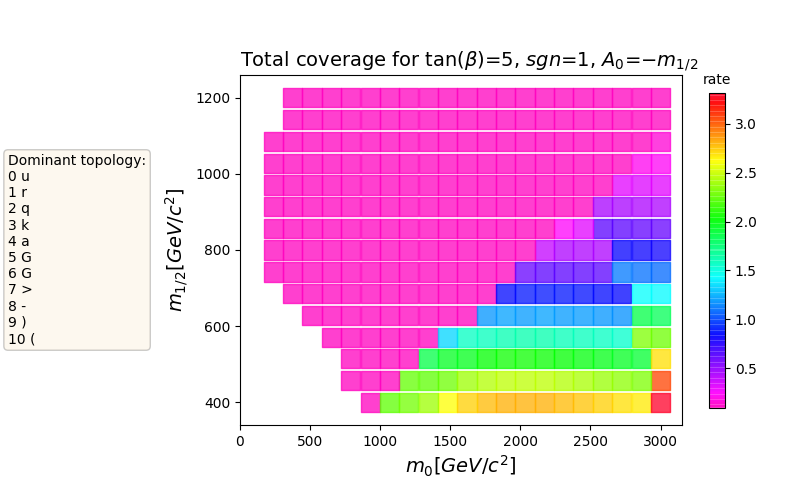 Total coverage for tan(β)=5, sgn=1, A₀=−m₁/₂
rate
Dominant topology:
0 u
1 r
2 q
3 k
4 a
5 G
6 G
7 >
8 -
9 )
10 (
m₁/₂[GeV/c²]
1200
1000
800
600
400
0 500 1000 1500 2000 2500 3000
m₀[GeV/c²]
3.0
2.5
2.0
1.5
1.0
0.5